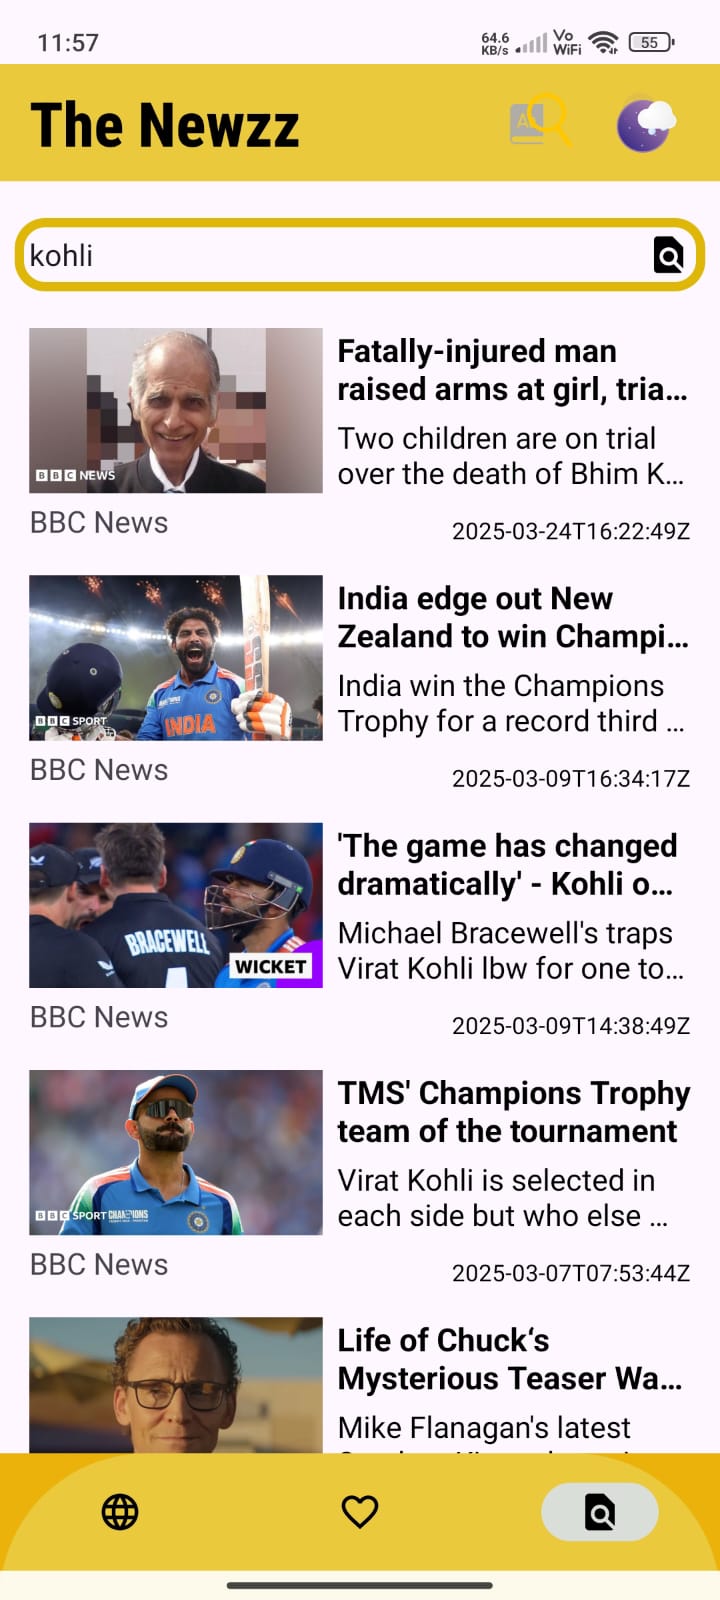 11:57
64.6 KB/s
Vo WiFi
55
The Newzz
kohli
Fatally-injured man
raised arms at girl, tria...
Two children are on trial
over the death of Bhim K...
BBC NEWS
BBC News
2025-03-24T16:22:49Z
India edge out New
Zealand to win Champi...
India win the Champions
Trophy for a record third ...
INDIA
BBC SPORT
BBC News
2025-03-09T16:34:17Z
'The game has changed
dramatically' - Kohli o...
Michael Bracewell's traps
Virat Kohli lbw for one to...
BRACEWELL
WICKET
BBC News
2025-03-09T14:38:49Z
TMS' Champions Trophy
team of the tournament
Virat Kohli is selected in
each side but who else ...
BBC SPORT
CHAMPIONS
BBC News
2025-03-07T07:53:44Z
Life of Chuck‘s
Mysterious Teaser Wa...
Mike Flanagan's latest